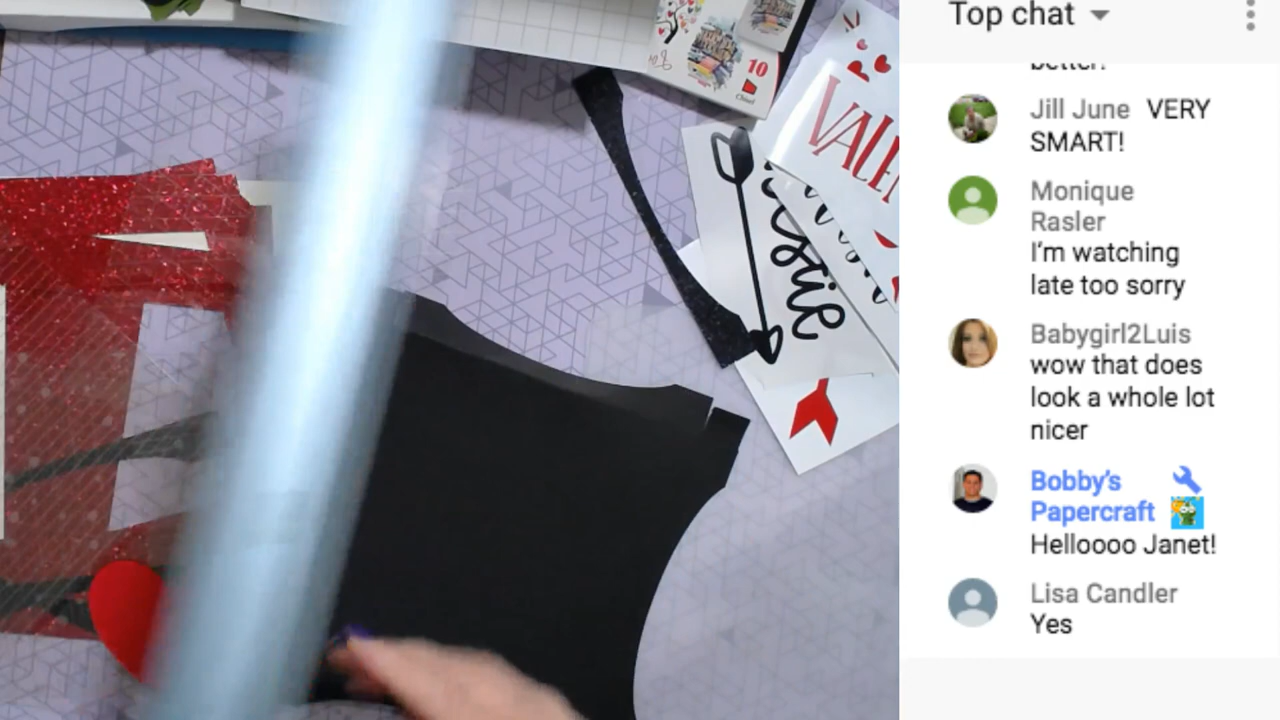 Top chat
better!
Jill June VERY
SMART!
Monique
Rasler
I'm watching
late too sorry
Babygirl2Luis
wow that does
look a whole lot
nicer
Bobby's
Papercraft
Helloooo Janet!
Lisa Candler
Yes
10